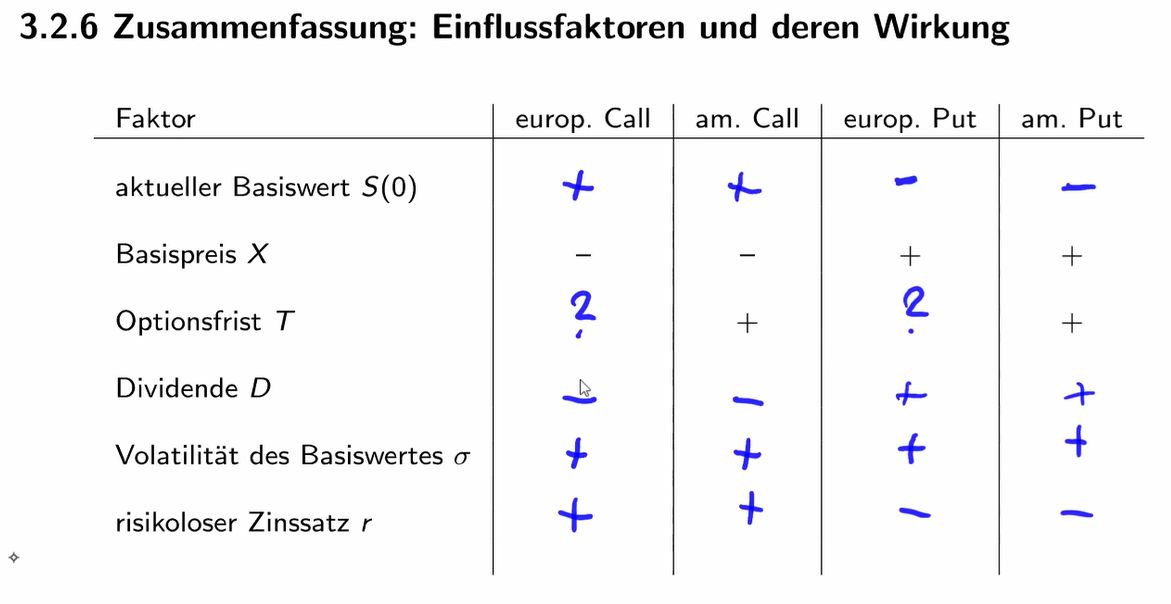 3.2.6 Zusammenfassung: Einflussfaktoren und deren Wirkung
Faktor europ. Call am. Call europ. Put am. Put
aktueller Basiswert S(0) + + - -
Basispreis X − − + +
Optionsfrist T ? + ? +
Dividende D - - + +
Volatilität des Basiswertes σ + + + +
risikoloser Zinssatz r + + - -